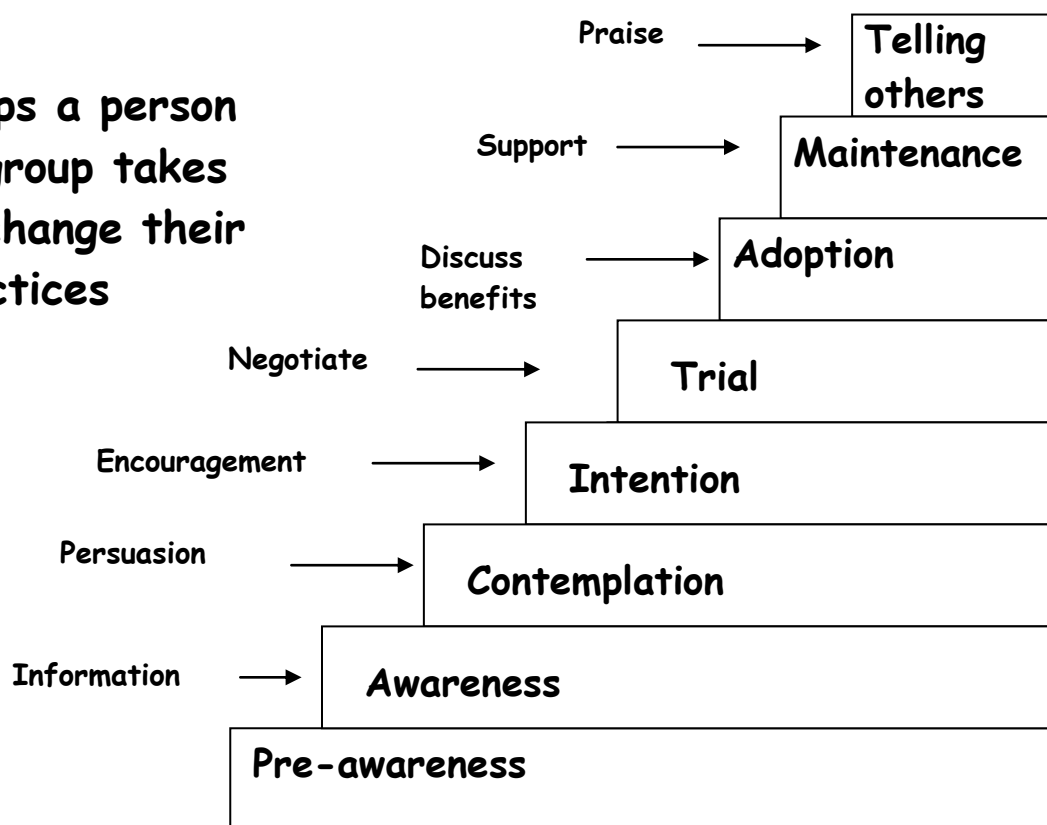 Praise
Telling
others
ps a person
group takes
hange their
ctices
Support
Maintenance
Discuss
benefits
Adoption
Negotiate
Trial
Encouragement
Intention
Persuasion
Contemplation
Information
Awareness
Pre-awareness